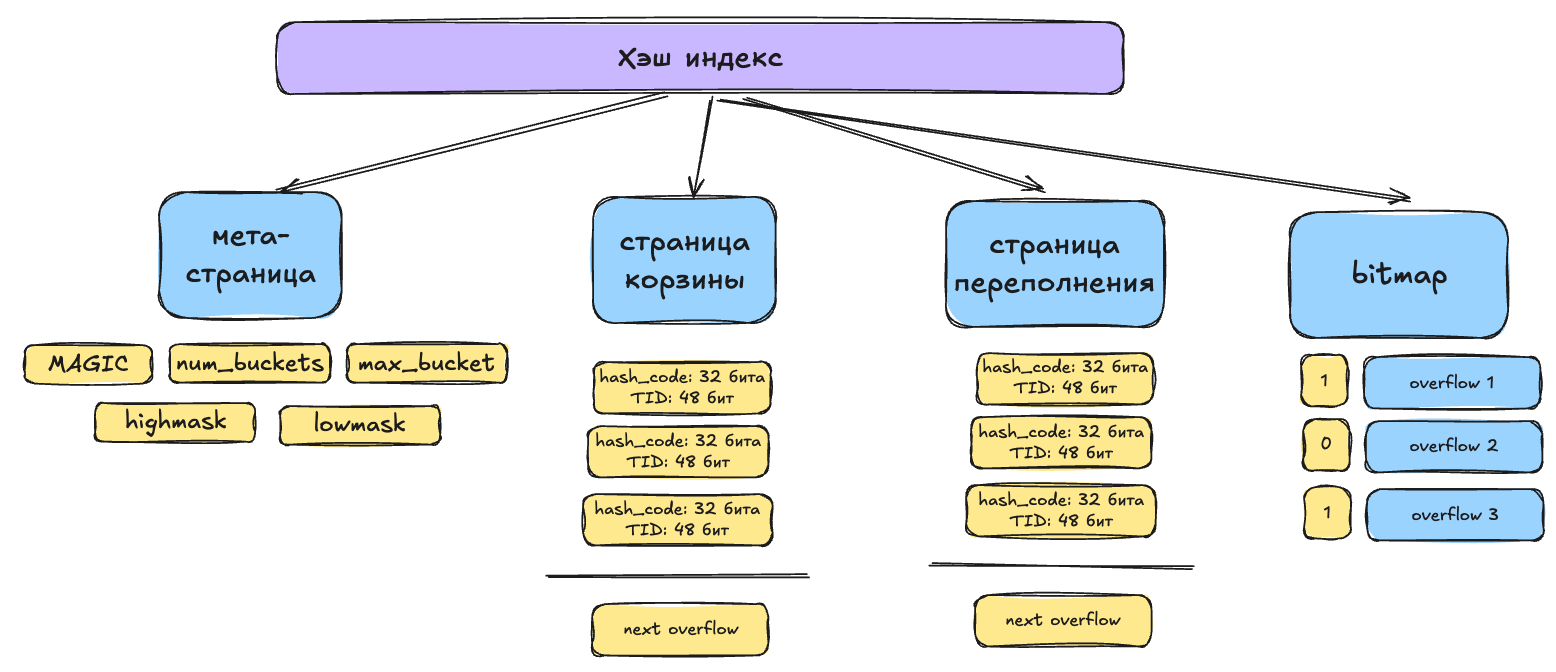 Хэш индекс
мета-
страница
MAGIC
num_buckets
max_bucket
highmask
lowmask
страница
корзины
hash_code: 32 бита
TID: 48 бит
hash_code: 32 бита
TID: 48 бит
hash_code: 32 бита
TID: 48 бит
next overflow
страница
переполнения
hash_code: 32 бита
TID: 48 бит
hash_code: 32 бита
TID: 48 бит
hash_code: 32 бита
TID: 48 бит
next overflow
bitmap
1
overflow 1
0
overflow 2
1
overflow 3